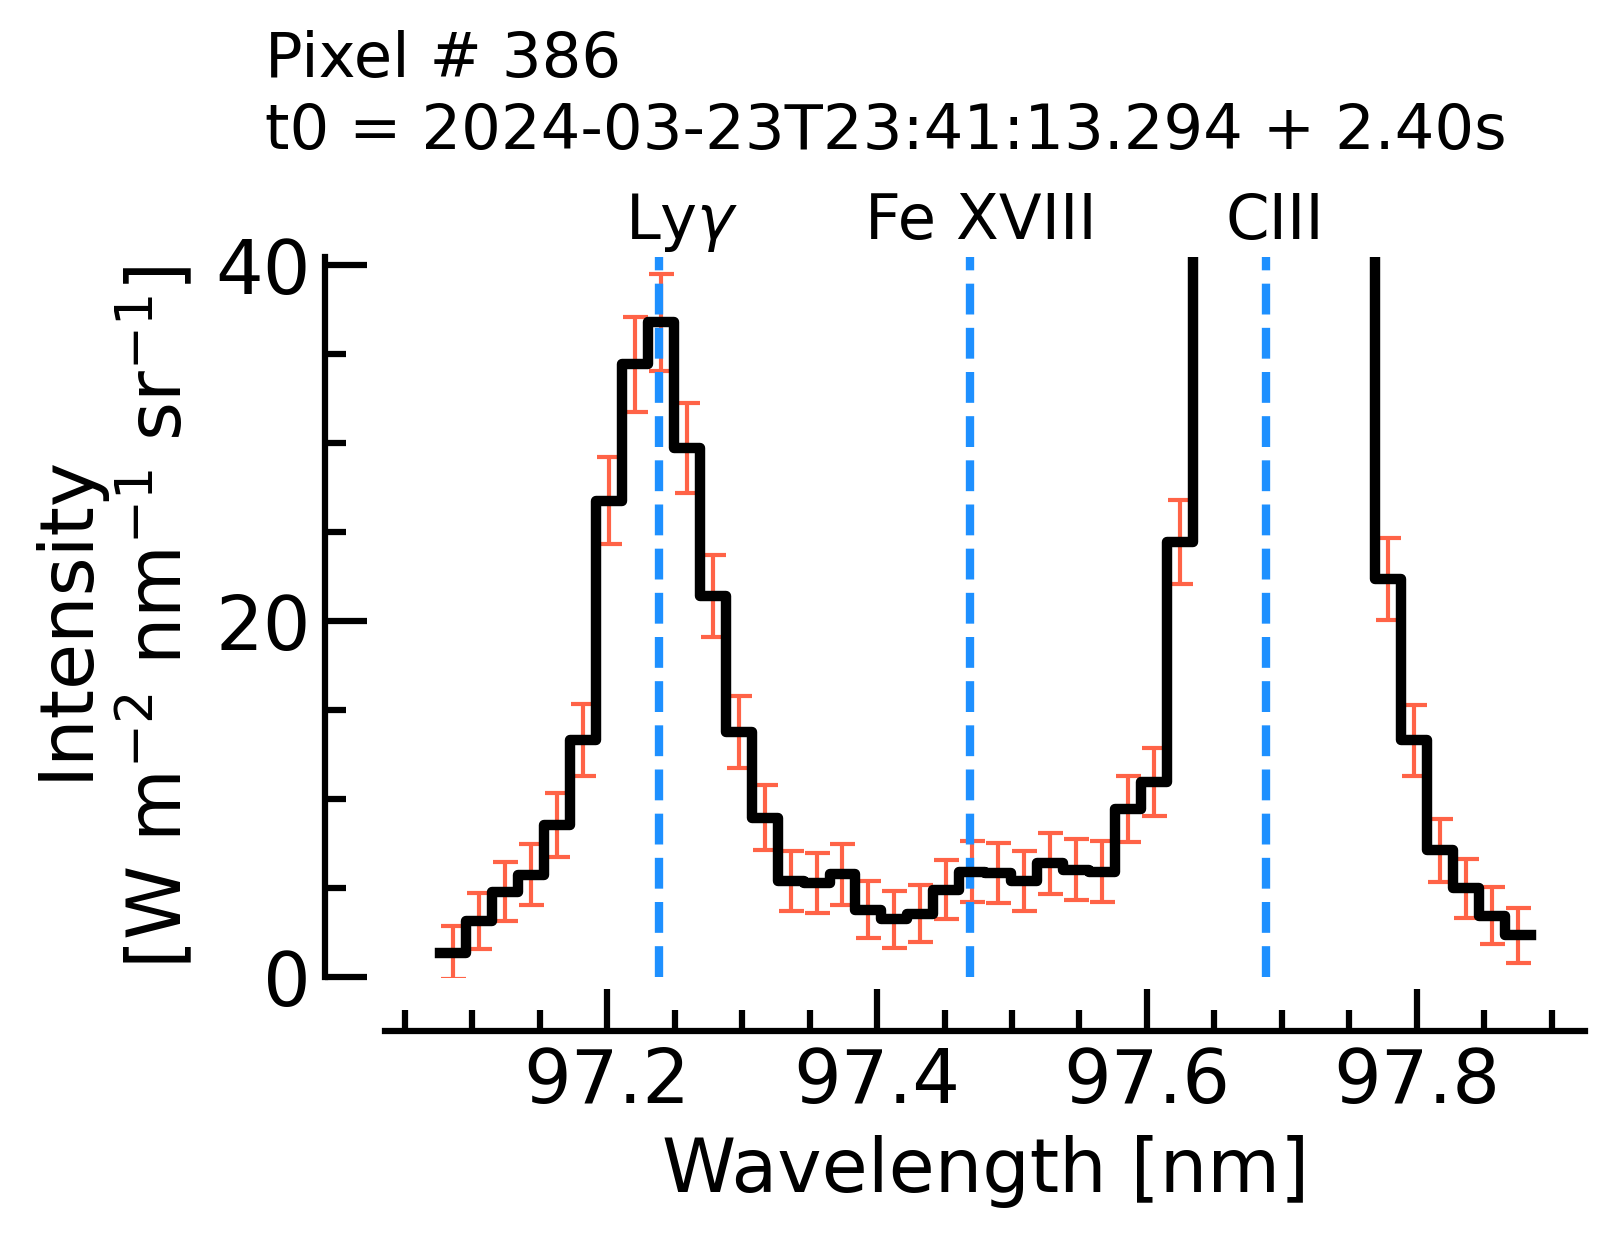 Pixel # 386
t0 = 2024-03-23T23:41:13.294 + 2.40s
Lyγ Fe XVIII CIII
40
20
0
Intensity
[W m⁻² nm⁻¹ sr⁻¹]
97.2 97.4 97.6 97.8
Wavelength [nm]